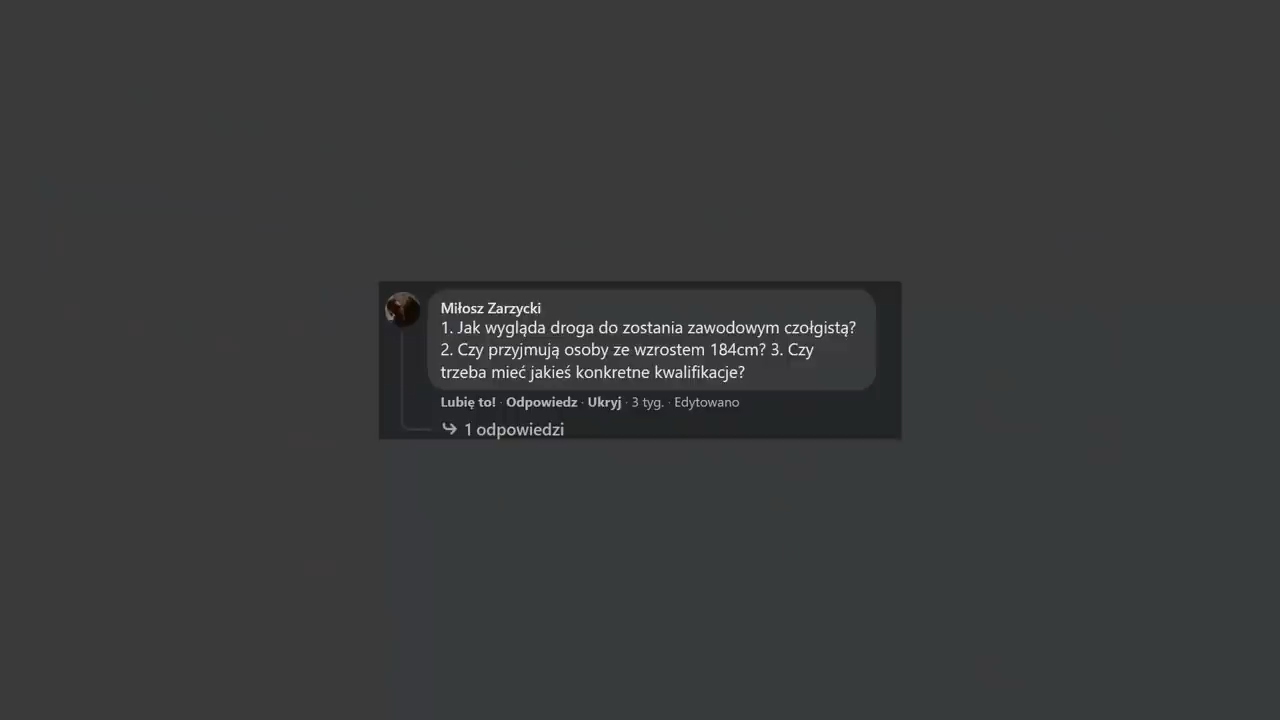 Miłosz Zarzycki
1. Jak wygląda droga do zostania zawodowym czołgistą?
2. Czy przyjmują osoby ze wzrostem 184cm? 3. Czy
trzeba mieć jakieś konkretne kwalifikacje?
Lubię to! · Odpowiedz · Ukryj · 3 tyg. · Edytowano
1 odpowiedzi